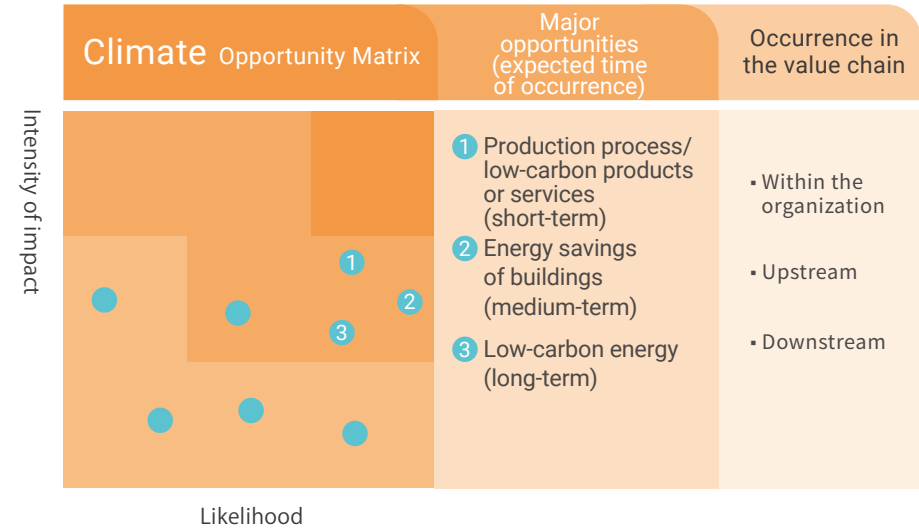 Climate Opportunity Matrix
Major
opportunities
(expected time
of occurrence)
Occurrence in
the value chain
Intensity of impact
1
2
3
1 Production process/
low-carbon products
or services
(short-term)
2 Energy savings
of buildings
(medium-term)
3 Low-carbon energy
(long-term)
▪ Within the
organization
▪ Upstream
▪ Downstream
Likelihood